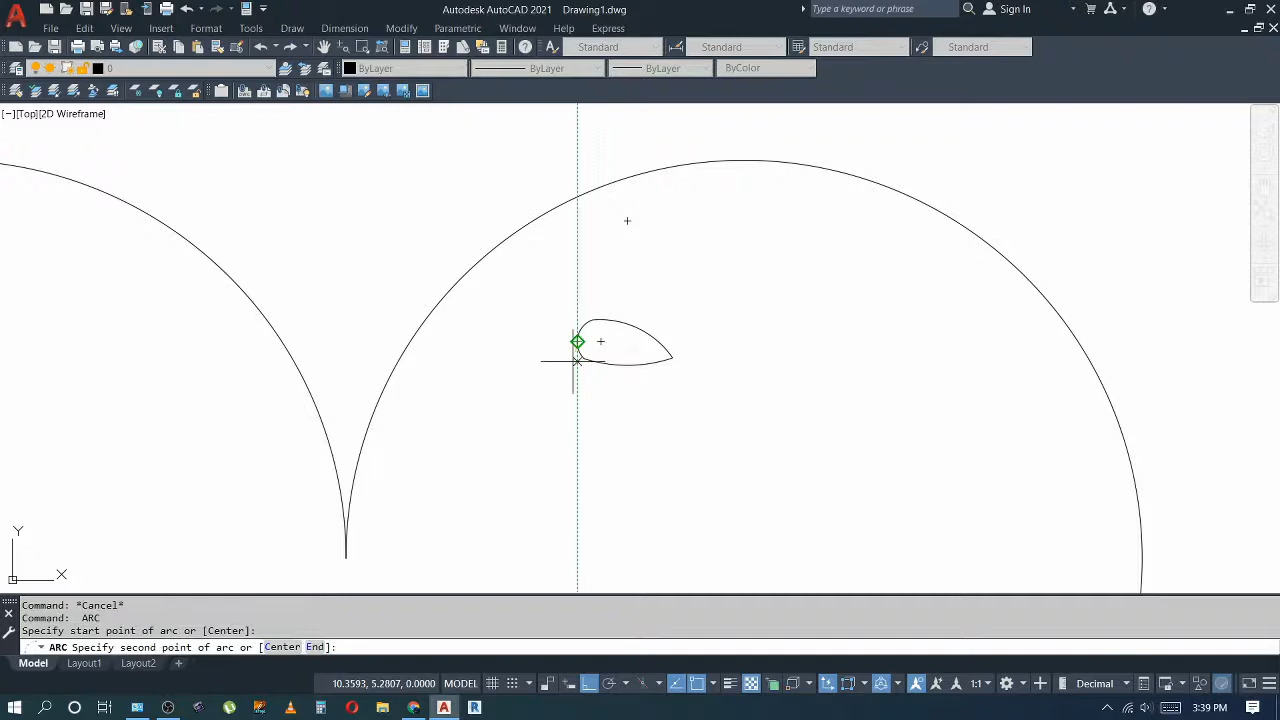 Autodesk AutoCAD 2021 Drawing1.dwg
Type a keyword or phrase
Sign In
File Edit View Insert Format Tools Draw Dimension Modify Parametric Window Help Express
Standard Standard Standard Standard
0 ByLayer ByLayer ByLayer ByColor
[−][Top][2D Wireframe]
Y
X
Command: *Cancel*
Command: ARC
Specify start point of arc or [Center]:
ARC Specify second point of arc or [Center End]:
Model Layout1 Layout2 +
10.3593, 5.2807, 0.0000 MODEL 1:1 Decimal
3:39 PM